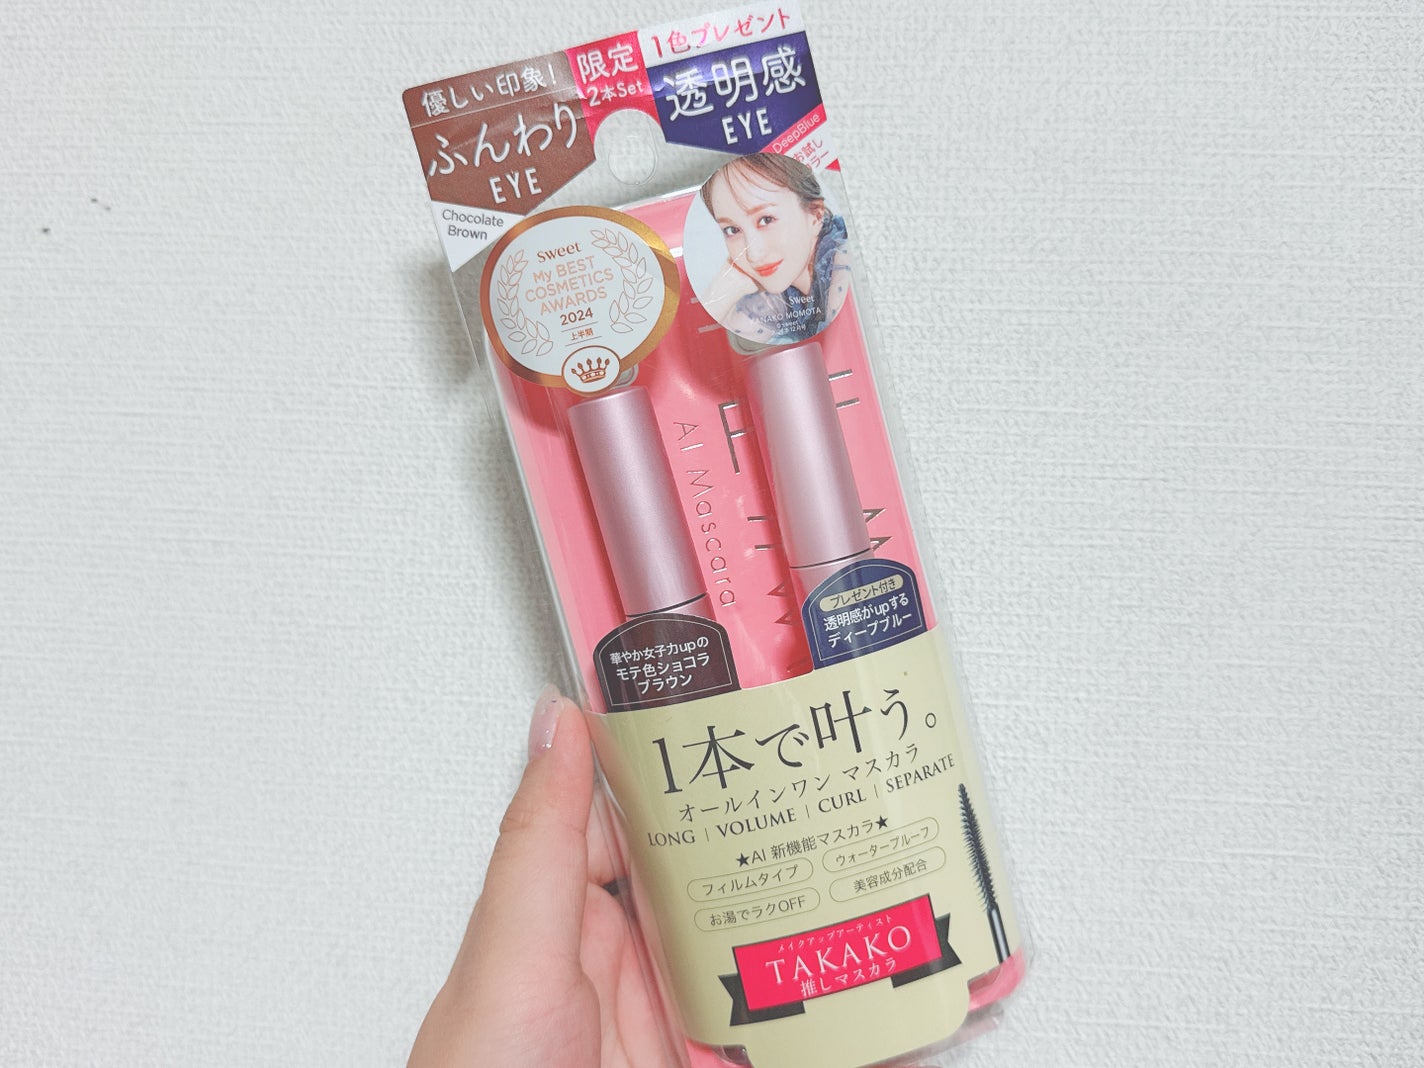 優しい印象!
ふんわり
EYE
Chocolate
Brown
限定
2本Set
1色プレゼント
透明感
EYE
DeepBlue
お試し
カラー
sweet
My BEST
COSMETICS
AWARDS
2024
上半期
sweet
MOMOTA
AI Mascara
華やか女子力upの
モテ色ショコラ
ブラウン
プレゼント付き
透明感がupする
ディープブルー
1本で叶う。
オールインワン マスカラ
LONG | VOLUME | CURL | SEPARATE
★AI 新機能マスカラ★
フィルムタイプ
ウォータープルーフ
お湯でラクOFF
美容成分配合
メイクアップアーティスト
TAKAKO
推しマスカラ